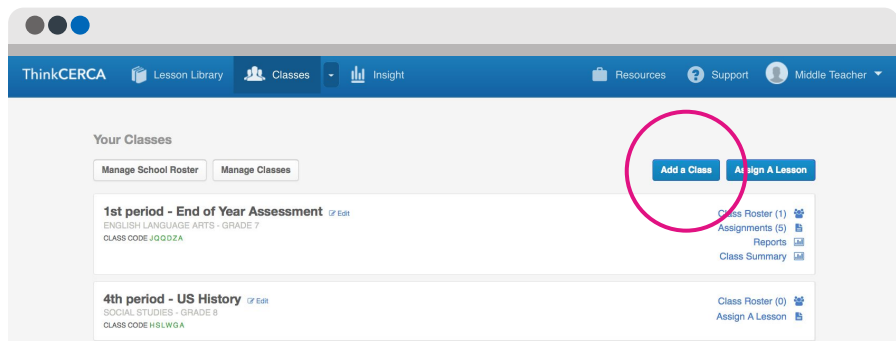 ThinkCERCA Lesson Library Classes Insight Resources Support Middle Teacher
Your Classes
Manage School Roster Manage Classes Add a Class Assign A Lesson
1st period - End of Year Assessment Edit Class Roster (1)
ENGLISH LANGUAGE ARTS - GRADE 7 Assignments (5)
CLASS CODE JQQDZA Reports
Class Summary
4th period - US History Edit Class Roster (0)
SOCIAL STUDIES - GRADE 8 Assign A Lesson
CLASS CODE HSLWGA